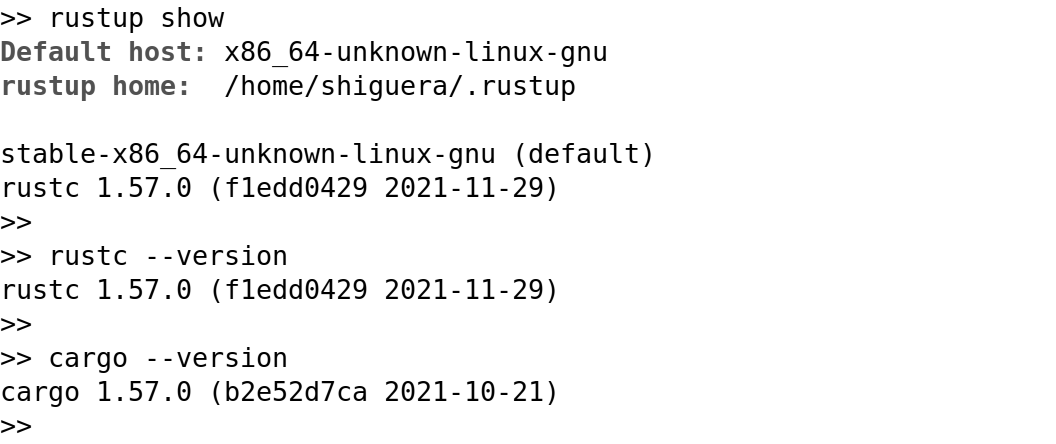 >> rustup show
Default host: x86_64-unknown-linux-gnu
rustup home:  /home/shiguera/.rustup

stable-x86_64-unknown-linux-gnu (default)
rustc 1.57.0 (f1edd0429 2021-11-29)
>>
>> rustc --version
rustc 1.57.0 (f1edd0429 2021-11-29)
>>
>> cargo --version
cargo 1.57.0 (b2e52d7ca 2021-10-21)
>>